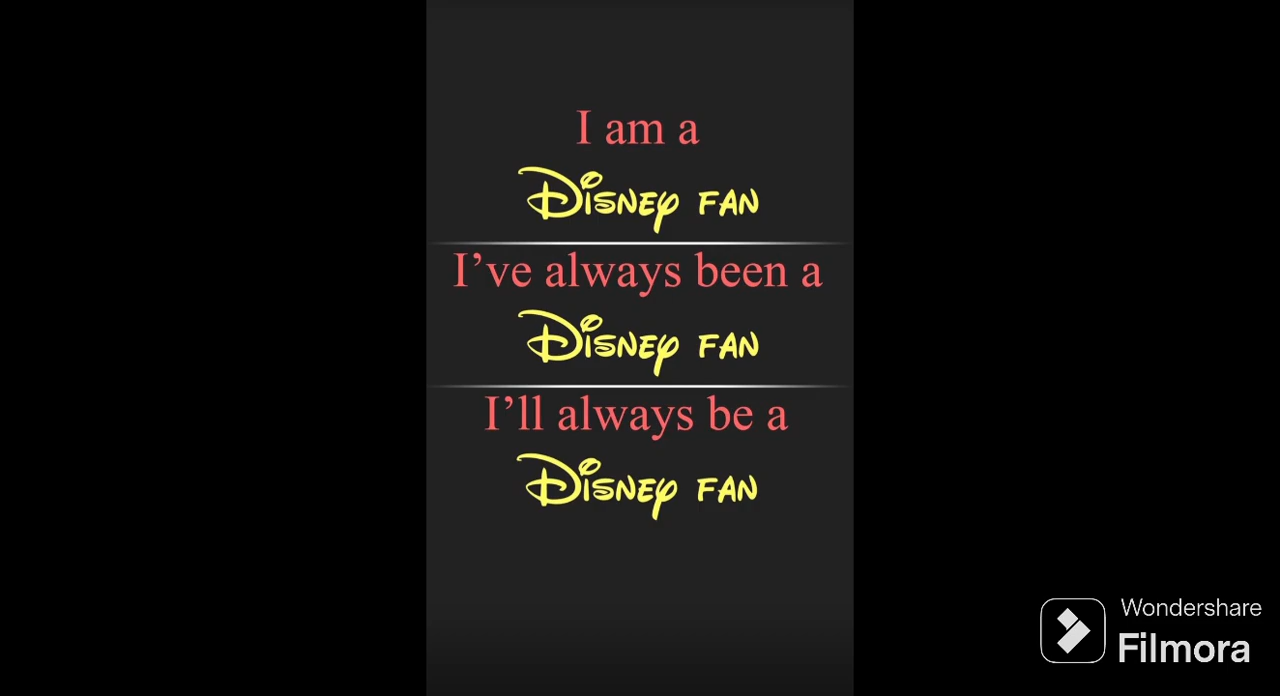 I am a
Disney fan
I’ve always been a
Disney fan
I’ll always be a
Disney fan
Wondershare
Filmora